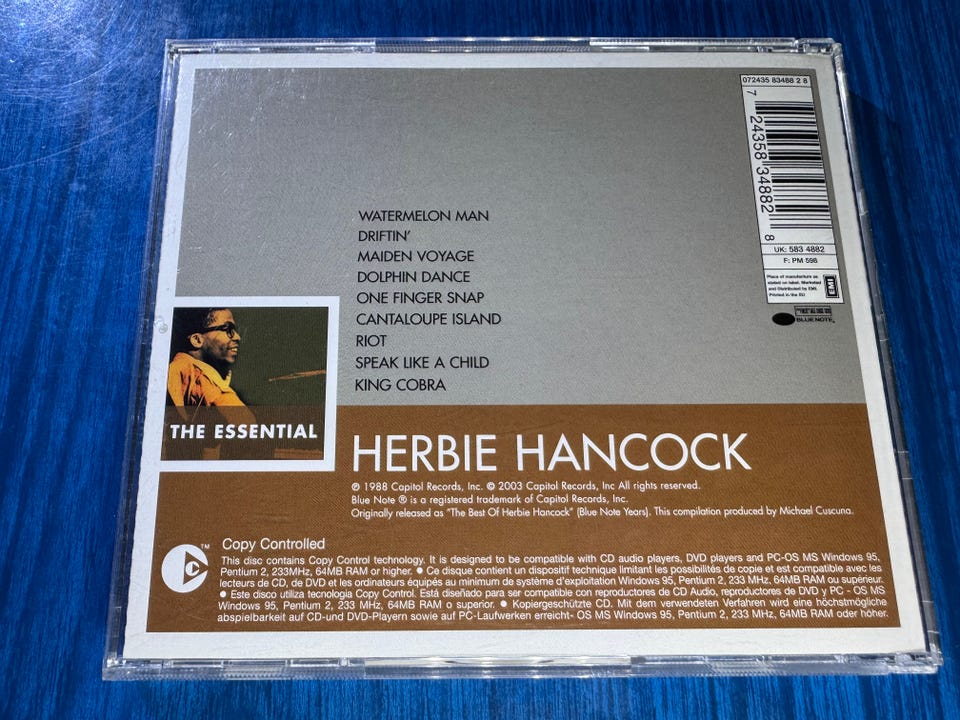 072435 83488 2 8
7 24358 34882 8
UK: 583 4882
F: PM 598
Place of manufacture as
stated on label. Marketed
and Distributed by EMI.
Printed in the EU
EMI
BLUE NOTE
WATERMELON MAN
DRIFTIN'
MAIDEN VOYAGE
DOLPHIN DANCE
ONE FINGER SNAP
CANTALOUPE ISLAND
RIOT
SPEAK LIKE A CHILD
KING COBRA
THE ESSENTIAL
HERBIE HANCOCK
℗ 1988 Capitol Records, Inc. © 2003 Capitol Records, Inc All rights reserved.
Blue Note ® is a registered trademark of Capitol Records, Inc.
Originally released as "The Best Of Herbie Hancock" (Blue Note Years). This compilation produced by Michael Cuscuna.
™ Copy Controlled
This disc contains Copy Control technology. It is designed to be compatible with CD audio players, DVD players and PC-OS MS Windows 95,
Pentium 2, 233MHz, 64MB RAM or higher. ● Ce disque contient un dispositif technique limitant les possibilités de copie et est compatible avec les
lecteurs de CD, de DVD et les ordinateurs équipés au minimum de système d'exploitation Windows 95, Pentium 2, 233 MHz, 64MB RAM ou supérieur.
● Este disco utiliza tecnologia Copy Control. Está diseñado para ser compatible con reproductores de CD Audio, reproductores de DVD y PC - OS MS
Windows 95, Pentium 2, 233 MHz, 64MB RAM o superior. ● Kopiergeschützte CD. Mit dem verwendeten Verfahren wird eine höchstmögliche
abspielbarkeit auf CD-und DVD-Playern sowie auf PC-Laufwerken erreicht- OS MS Windows 95, Pentium 2, 233 MHz, 64MB RAM oder höher.